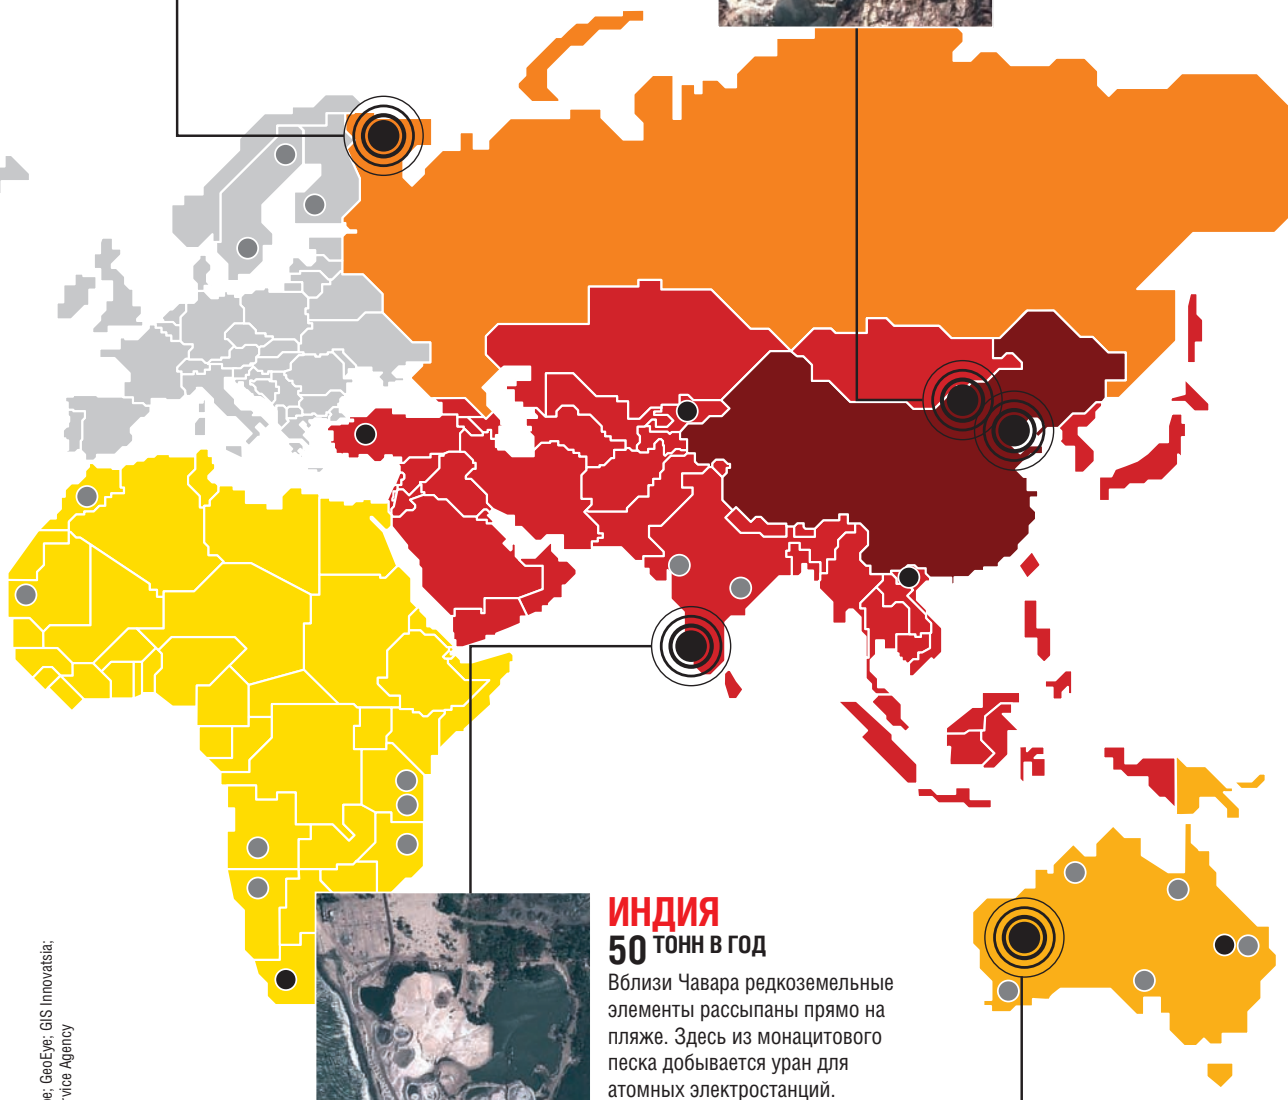 ИНДИЯ
50 ТОНН В ГОД
Вблизи Чавара редкоземельные
элементы рассыпаны прямо на
пляже. Здесь из монацитового
песка добывается уран для
атомных электростанций.
GeoEye; GIS Innovatsia;
Agency